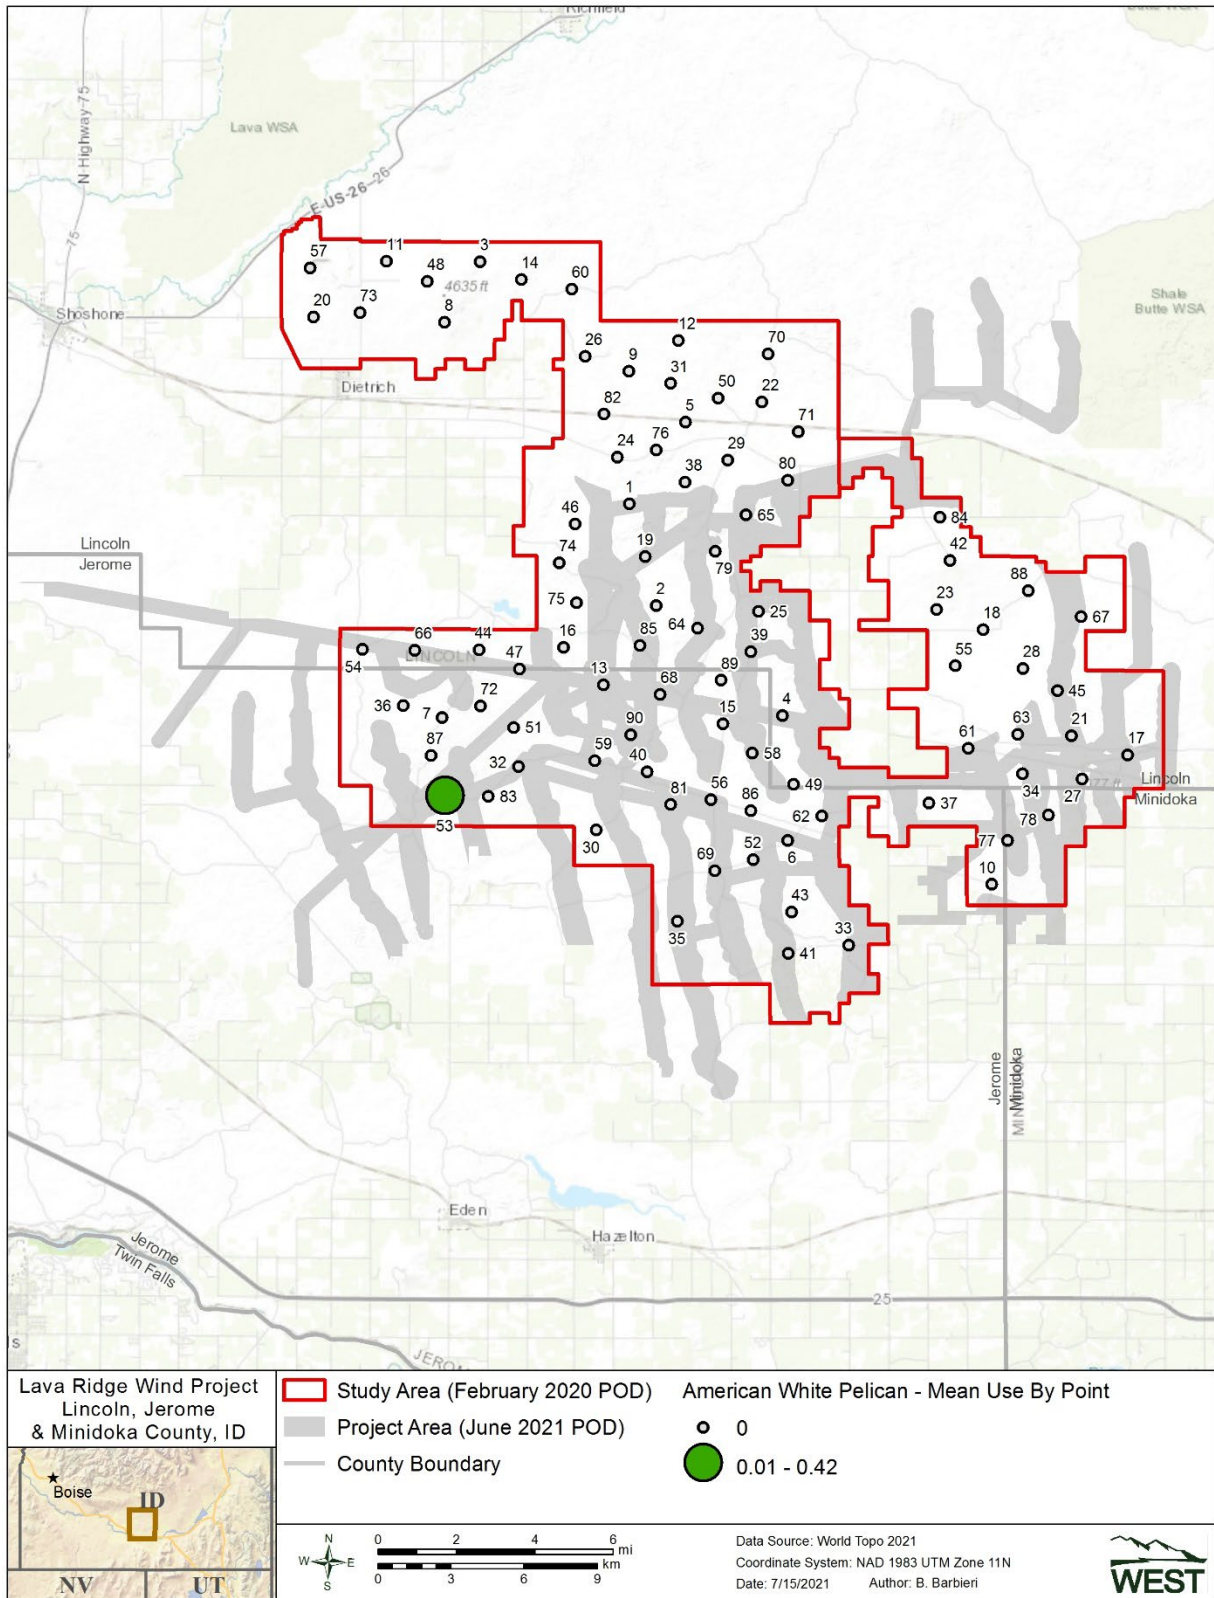 Richfield
Butte WSA
Lava WSA
N Highway 75
75
E-US-26
26
Shale
Butte WSA
Shoshone
57
11
3
48
14
4635 ft
60
20
73
8
Dietrich
12
26
70
9
31
50
22
82
5
71
76
24
29
38
80
1
46
65
84
19
74
79
42
88
Lincoln
Jerome
75
2
23
25
67
64
18
85
16
39
66
44
54
LINCOLN
47
55
28
13
89
68
45
36
72
7
15
4
51
90
63
21
87
61
17
59
58
32
40
49
Lincoln
Minidoka
34
27
77 ft
83
81
56
37
86
53
62
78
30
6
77
52
69
10
43
35
33
41
Jerome
Minidoka
Eden
Hazelton
Jerome
Twin Falls
25
JEROM
Lava Ridge Wind Project
Lincoln, Jerome
& Minidoka County, ID
Boise
ID
NV
UT
Study Area (February 2020 POD)
Project Area (June 2021 POD)
County Boundary
American White Pelican - Mean Use By Point
0
0.01 - 0.42
N
W E
S
0 2 4 6
mi
km
0 3 6 9
Data Source: World Topo 2021
Coordinate System: NAD 1983 UTM Zone 11N
Date: 7/15/2021 Author: B. Barbieri
WEST